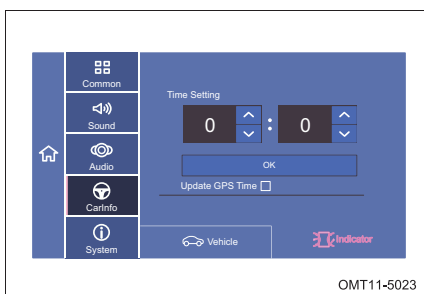 Common
Sound
Audio
CarInfo
System
Time Setting
0 : 0
OK
Update GPS Time
Vehicle
Indicator
OMT11-5023